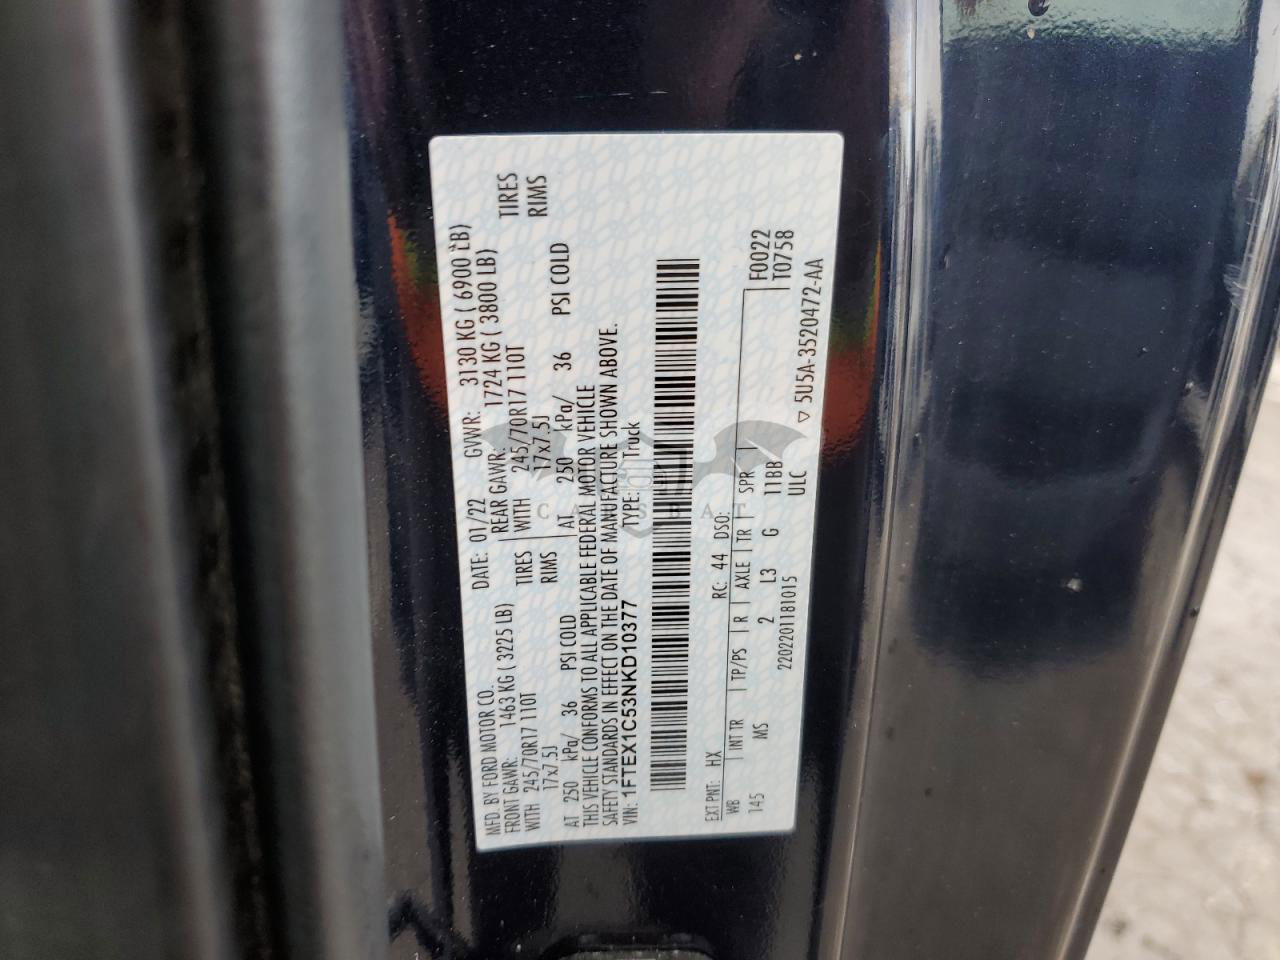 MFD. BY FORD MOTOR CO.
DATE: 01/22 GVWR: 3130 KG ( 6900 LB)
FRONT GAWR: 1463 KG ( 3225 LB)
REAR GAWR: 1724 KG ( 3800 LB)
WITH 245/70R17 110T TIRES
WITH 245/70R17 110T TIRES
17x7.5J RIMS
17x7.5J RIMS
AT 250 kPa/ 36 PSI COLD
AT 250 kPa/ 36 PSI COLD
THIS VEHICLE CONFORMS TO ALL APPLICABLE FEDERAL MOTOR VEHICLE
SAFETY STANDARDS IN EFFECT ON THE DATE OF MANUFACTURE SHOWN ABOVE.
VIN: 1FTEX1C53NKD10377 TYPE: Truck
EXT PNT: HX RC: 44 DSO: F0022
WB INT TR TP/PS R AXLE TR SPR T0758
145 MS 2 L3 G 11BB
2202201181015 ULC ▽ 5U5A-3520472-AA
CARSBAT